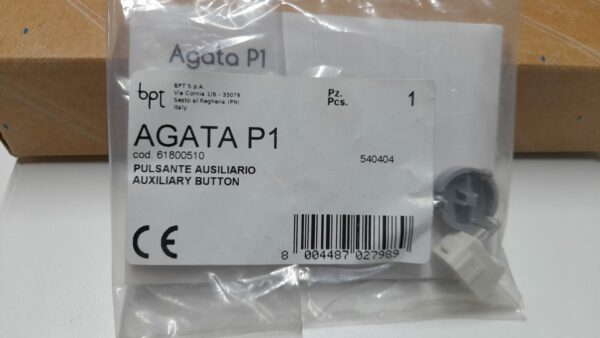 Agata P1
bpt
BPT S.p.A.
Via Cornia 1/B - 33079
Sesto al Reghena (PN)
Italy
Pz.
Pcs.
1
AGATA P1
cod. 61800510
540404
PULSANTE AUSILIARIO
AUXILIARY BUTTON
CE
8 004487 027989